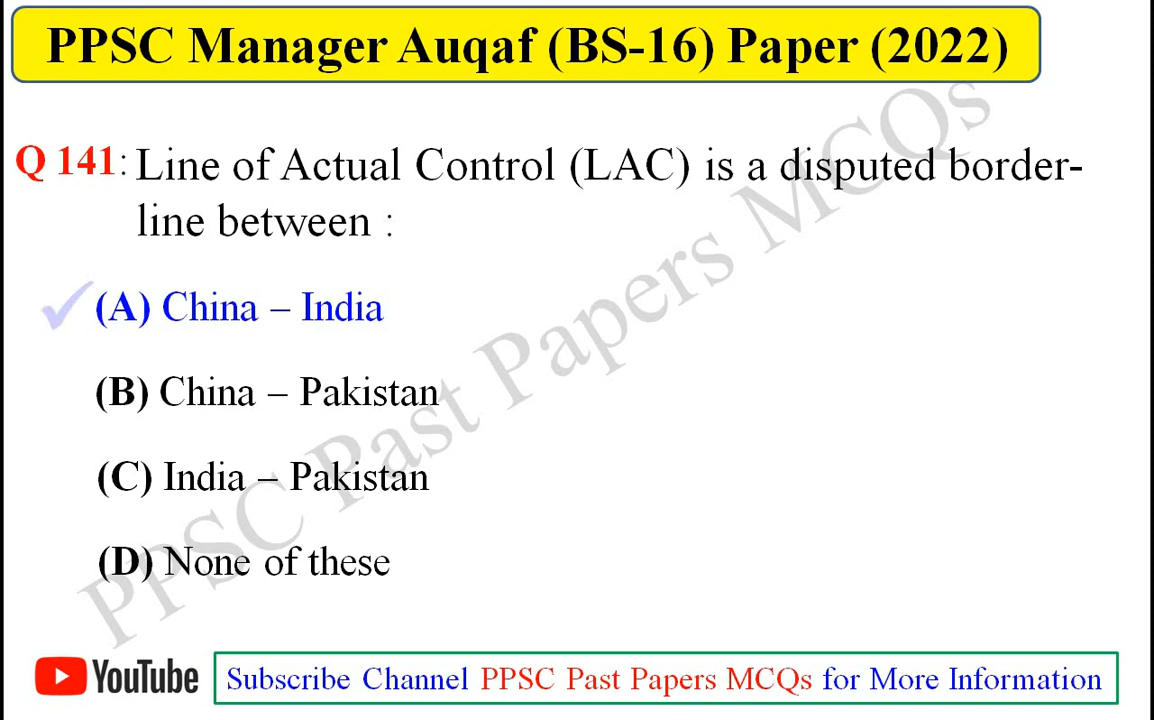 PPSC Manager Auqaf (BS-16) Paper (2022)
Q 141: Line of Actual Control (LAC) is a disputed border-
line between :
(A) China – India
(B) China – Pakistan
(C) India – Pakistan
(D) None of these
PPSC Past Papers MCQs
YouTube Subscribe Channel PPSC Past Papers MCQs for More Information